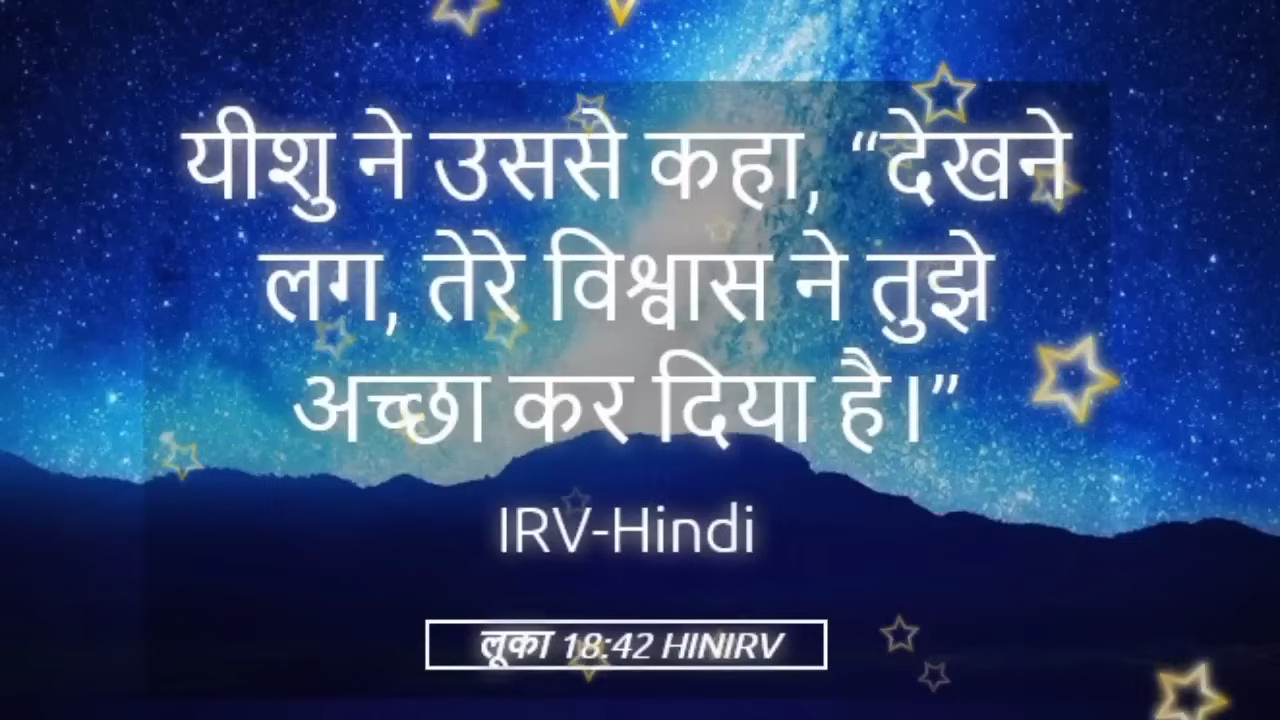 यीशु ने उससे कहा, “देखने
लग, तेरे विश्वास ने तुझे
अच्छा कर दिया है।”
IRV-Hindi
लूका 18:42 HINIRV